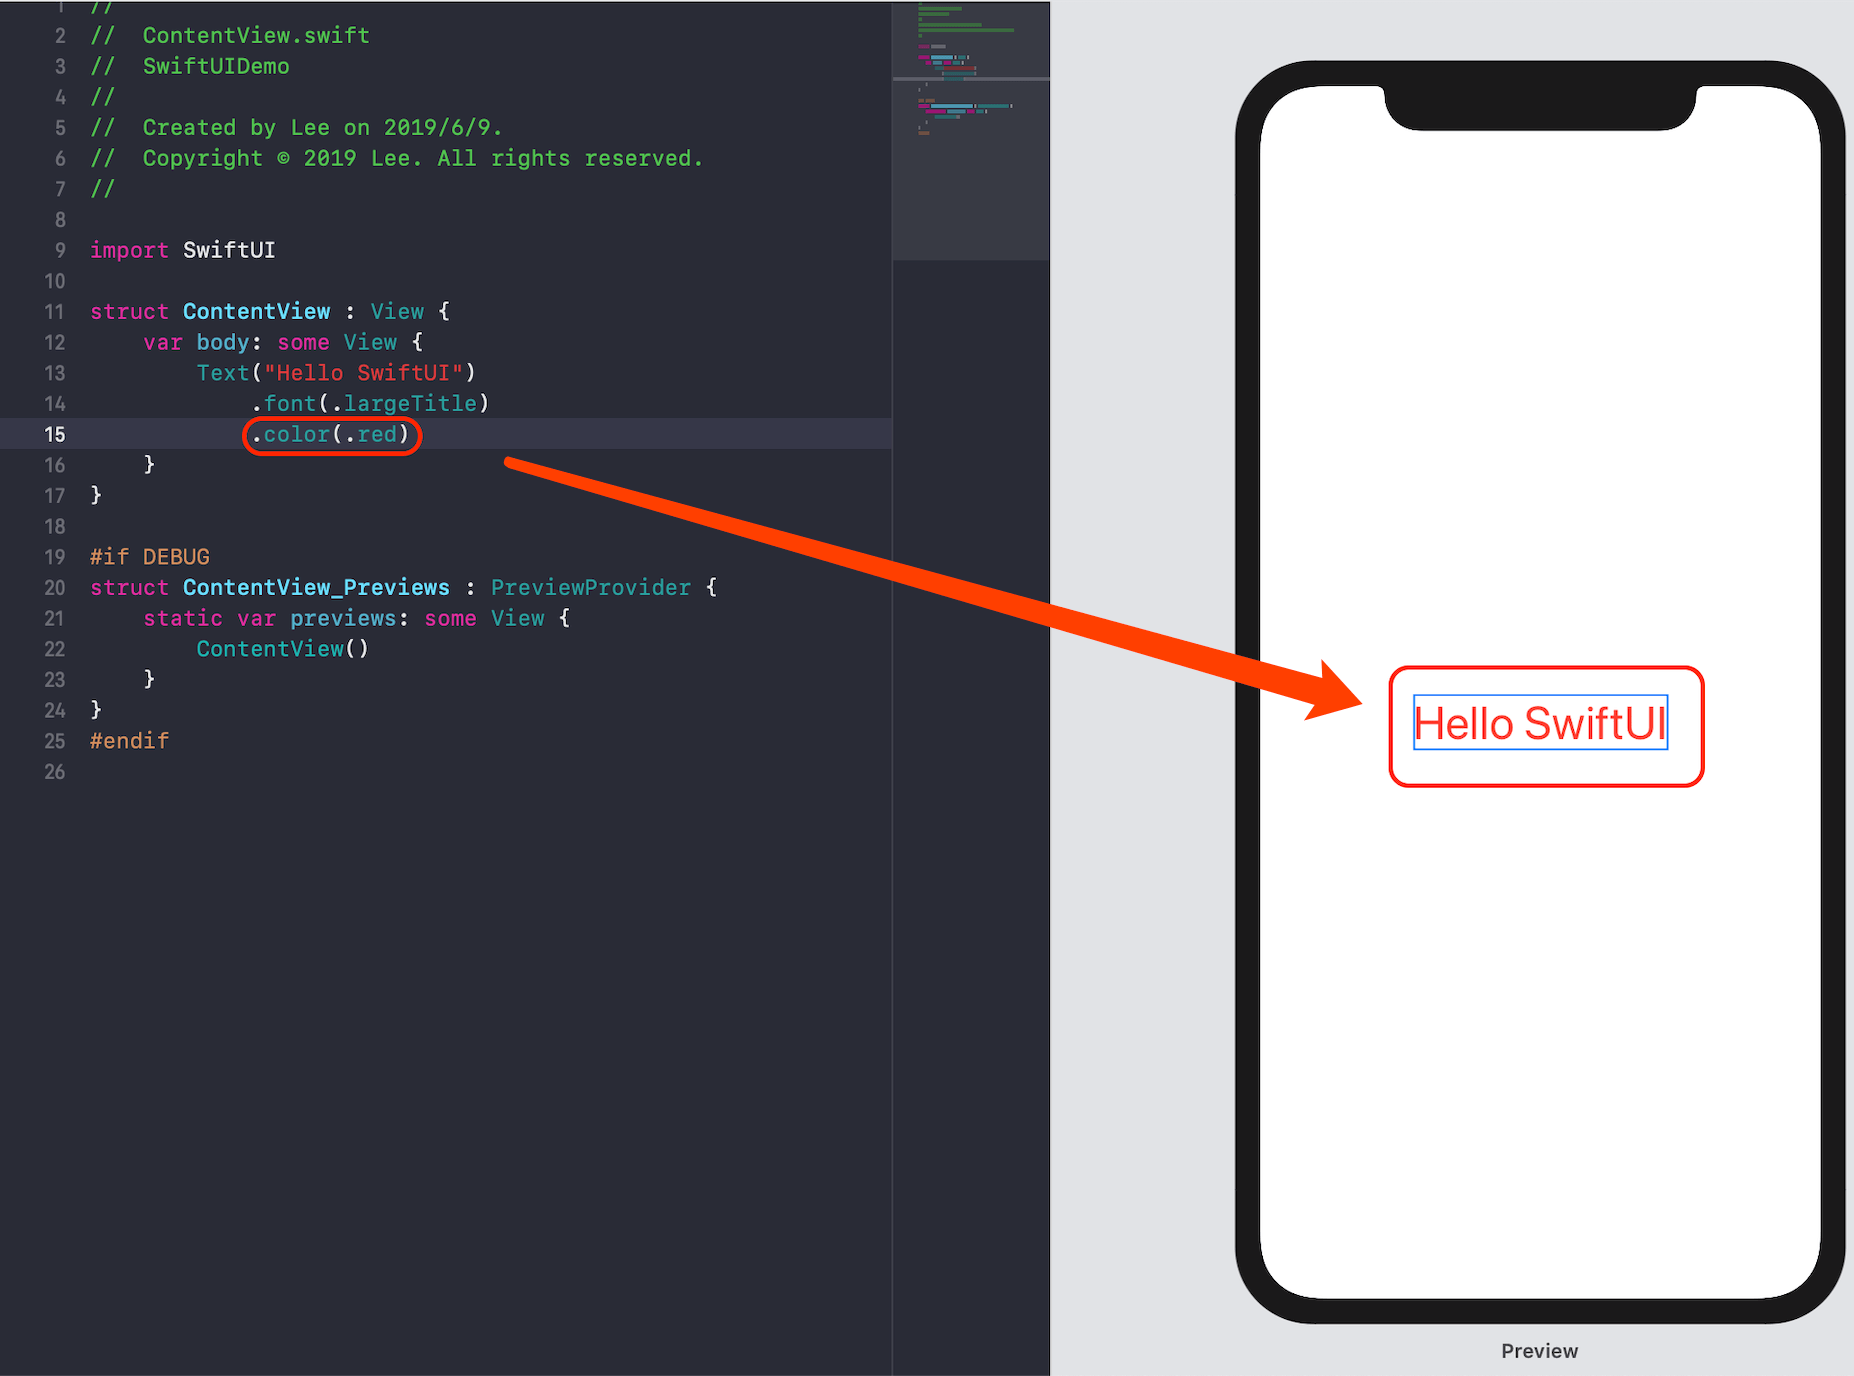 1 //
2 //  ContentView.swift
3 //  SwiftUIDemo
4 //
5 //  Created by Lee on 2019/6/9.
6 //  Copyright © 2019 Lee. All rights reserved.
7 //
8
9 import SwiftUI
10
11 struct ContentView : View {
12     var body: some View {
13         Text("Hello SwiftUI")
14             .font(.largeTitle)
15             .color(.red)
16     }
17 }
18
19 #if DEBUG
20 struct ContentView_Previews : PreviewProvider {
21     static var previews: some View {
22         ContentView()
23     }
24 }
25 #endif
26
Hello SwiftUI
Preview